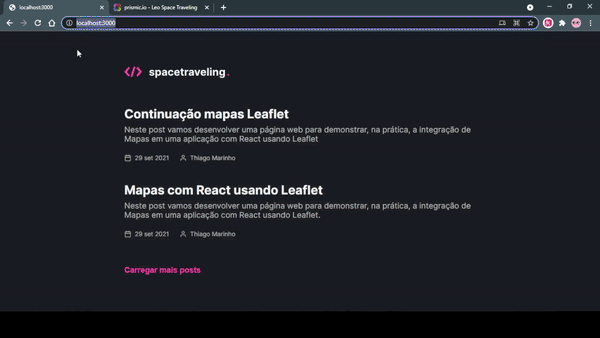 localhost:3000
prismic.io - Leo Space Traveling
localhost:3000
</> spacetraveling.
Continuação mapas Leaflet
Neste post vamos desenvolver uma página web para demonstrar, na prática, a integração de
Mapas em uma aplicação com React usando Leaflet
29 set 2021 Thiago Marinho
Mapas com React usando Leaflet
Neste post vamos desenvolver uma página web para demonstrar, na prática, a integração de
Mapas em uma aplicação com React usando Leaflet.
29 set 2021 Thiago Marinho
Carregar mais posts